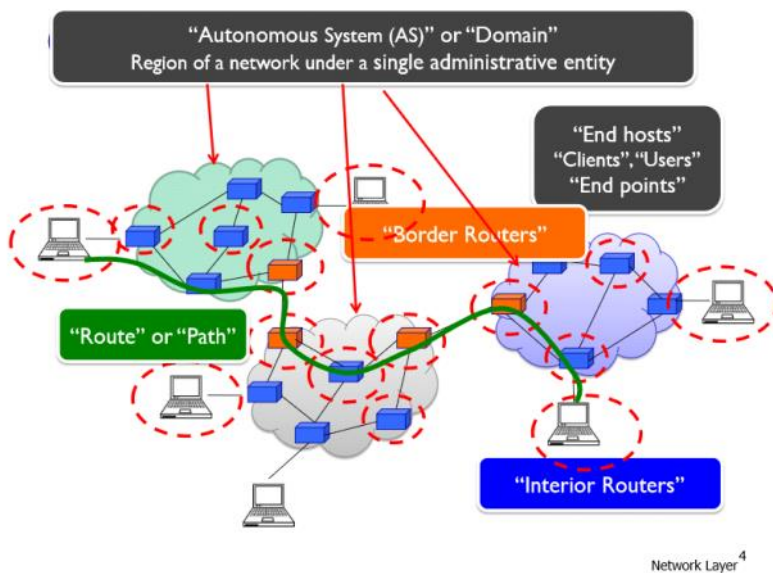 “Autonomous System (AS)” or “Domain”
Region of a network under a single administrative entity
“End hosts”
“Clients”, “Users”
“End points”
“Border Routers”
“Route” or “Path”
“Interior Routers”
Network Layer 4